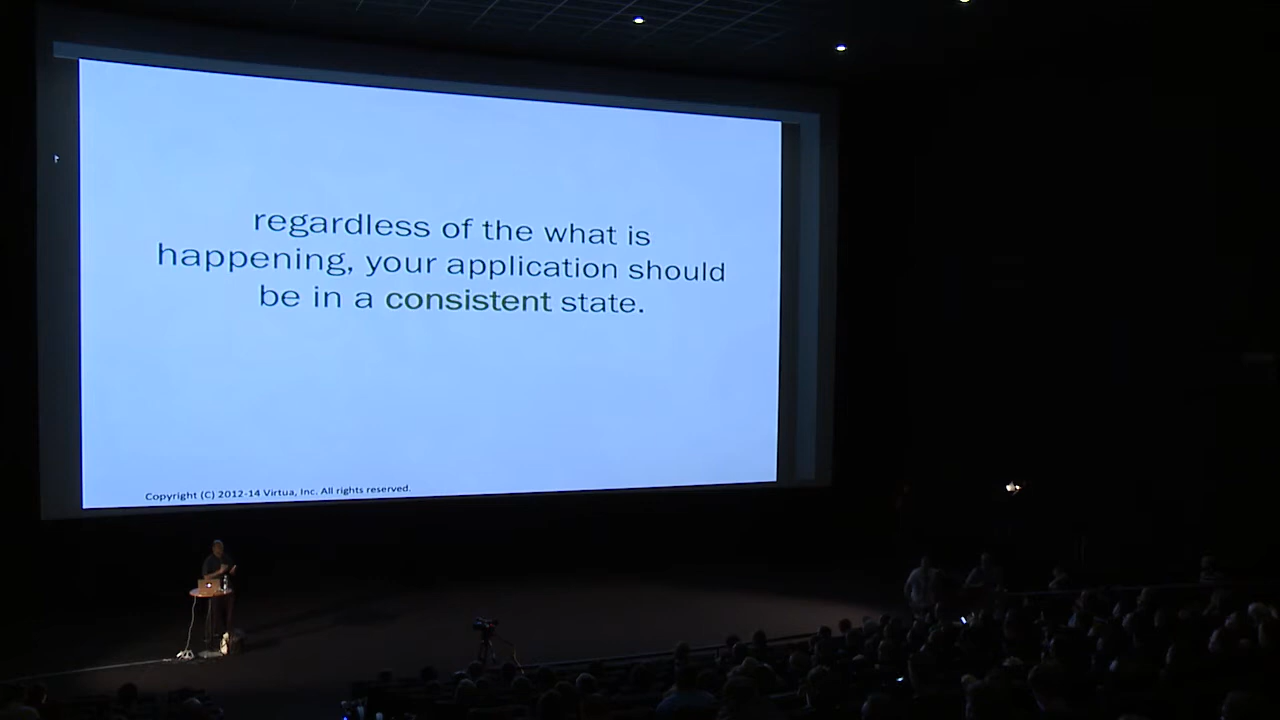 regardless of the what is
happening, your application should
be in a consistent state.
Copyright (C) 2012-14 Virtua, Inc. All rights reserved.